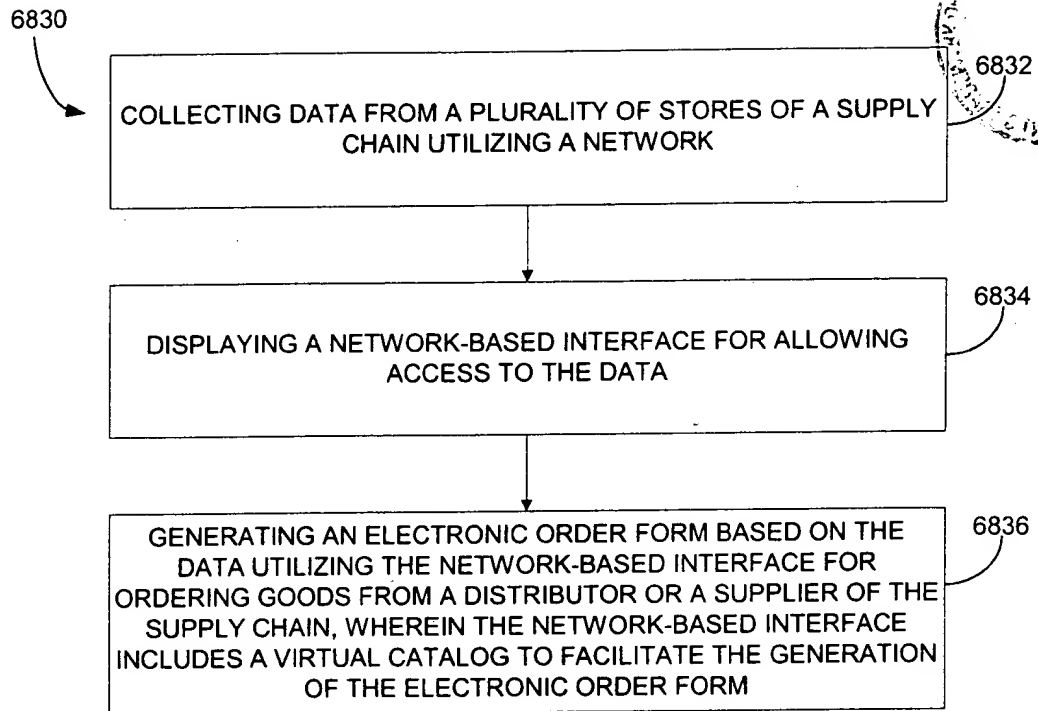 6830
6832
COLLECTING DATA FROM A PLURALITY OF STORES OF A SUPPLY
CHAIN UTILIZING A NETWORK
6834
DISPLAYING A NETWORK-BASED INTERFACE FOR ALLOWING
ACCESS TO THE DATA
6836
GENERATING AN ELECTRONIC ORDER FORM BASED ON THE
DATA UTILIZING THE NETWORK-BASED INTERFACE FOR
ORDERING GOODS FROM A DISTRIBUTOR OR A SUPPLIER OF THE
SUPPLY CHAIN, WHEREIN THE NETWORK-BASED INTERFACE
INCLUDES A VIRTUAL CATALOG TO FACILITATE THE GENERATION
OF THE ELECTRONIC ORDER FORM